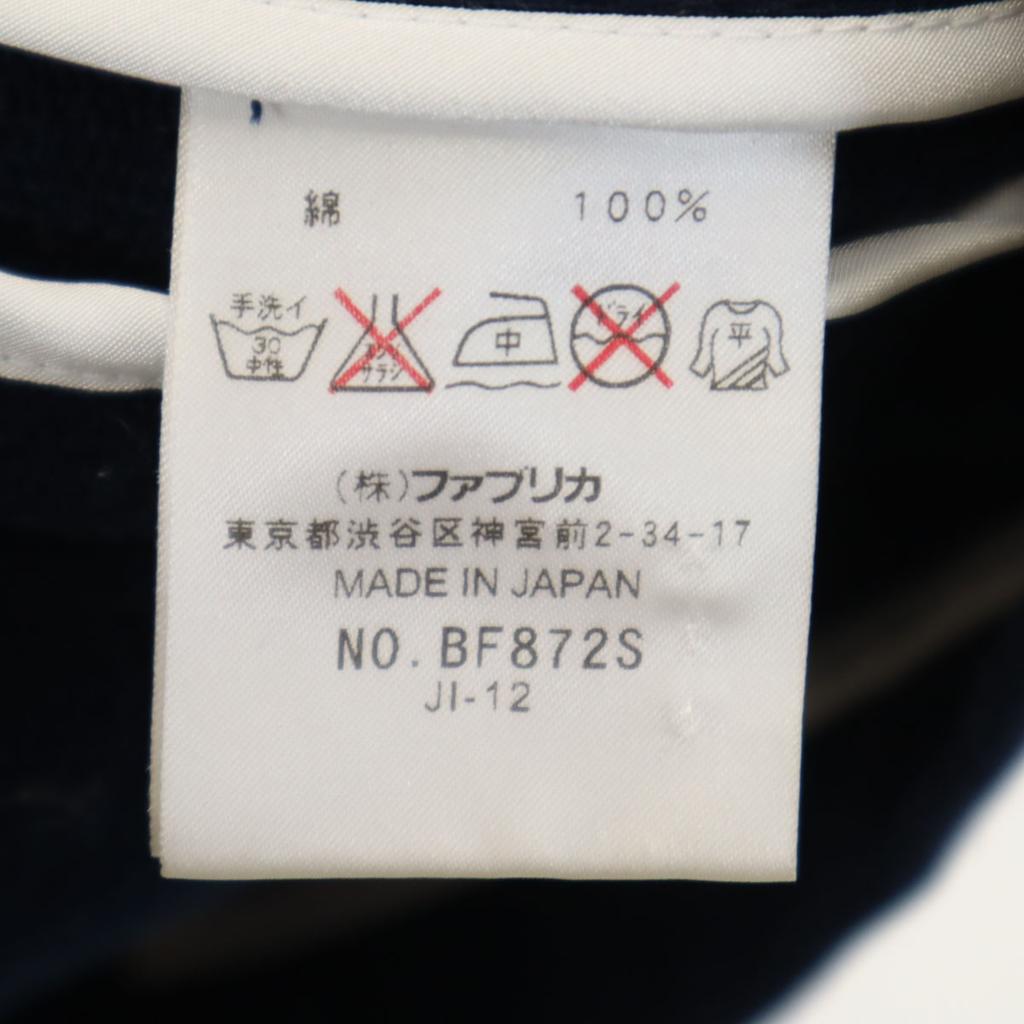 綿 100%
手洗イ 30 中性
エンソサラシ
中
ドライ
平
(株)ファブリカ
東京都渋谷区神宮前2-34-17
MADE IN JAPAN
NO. BF872S
JI-12